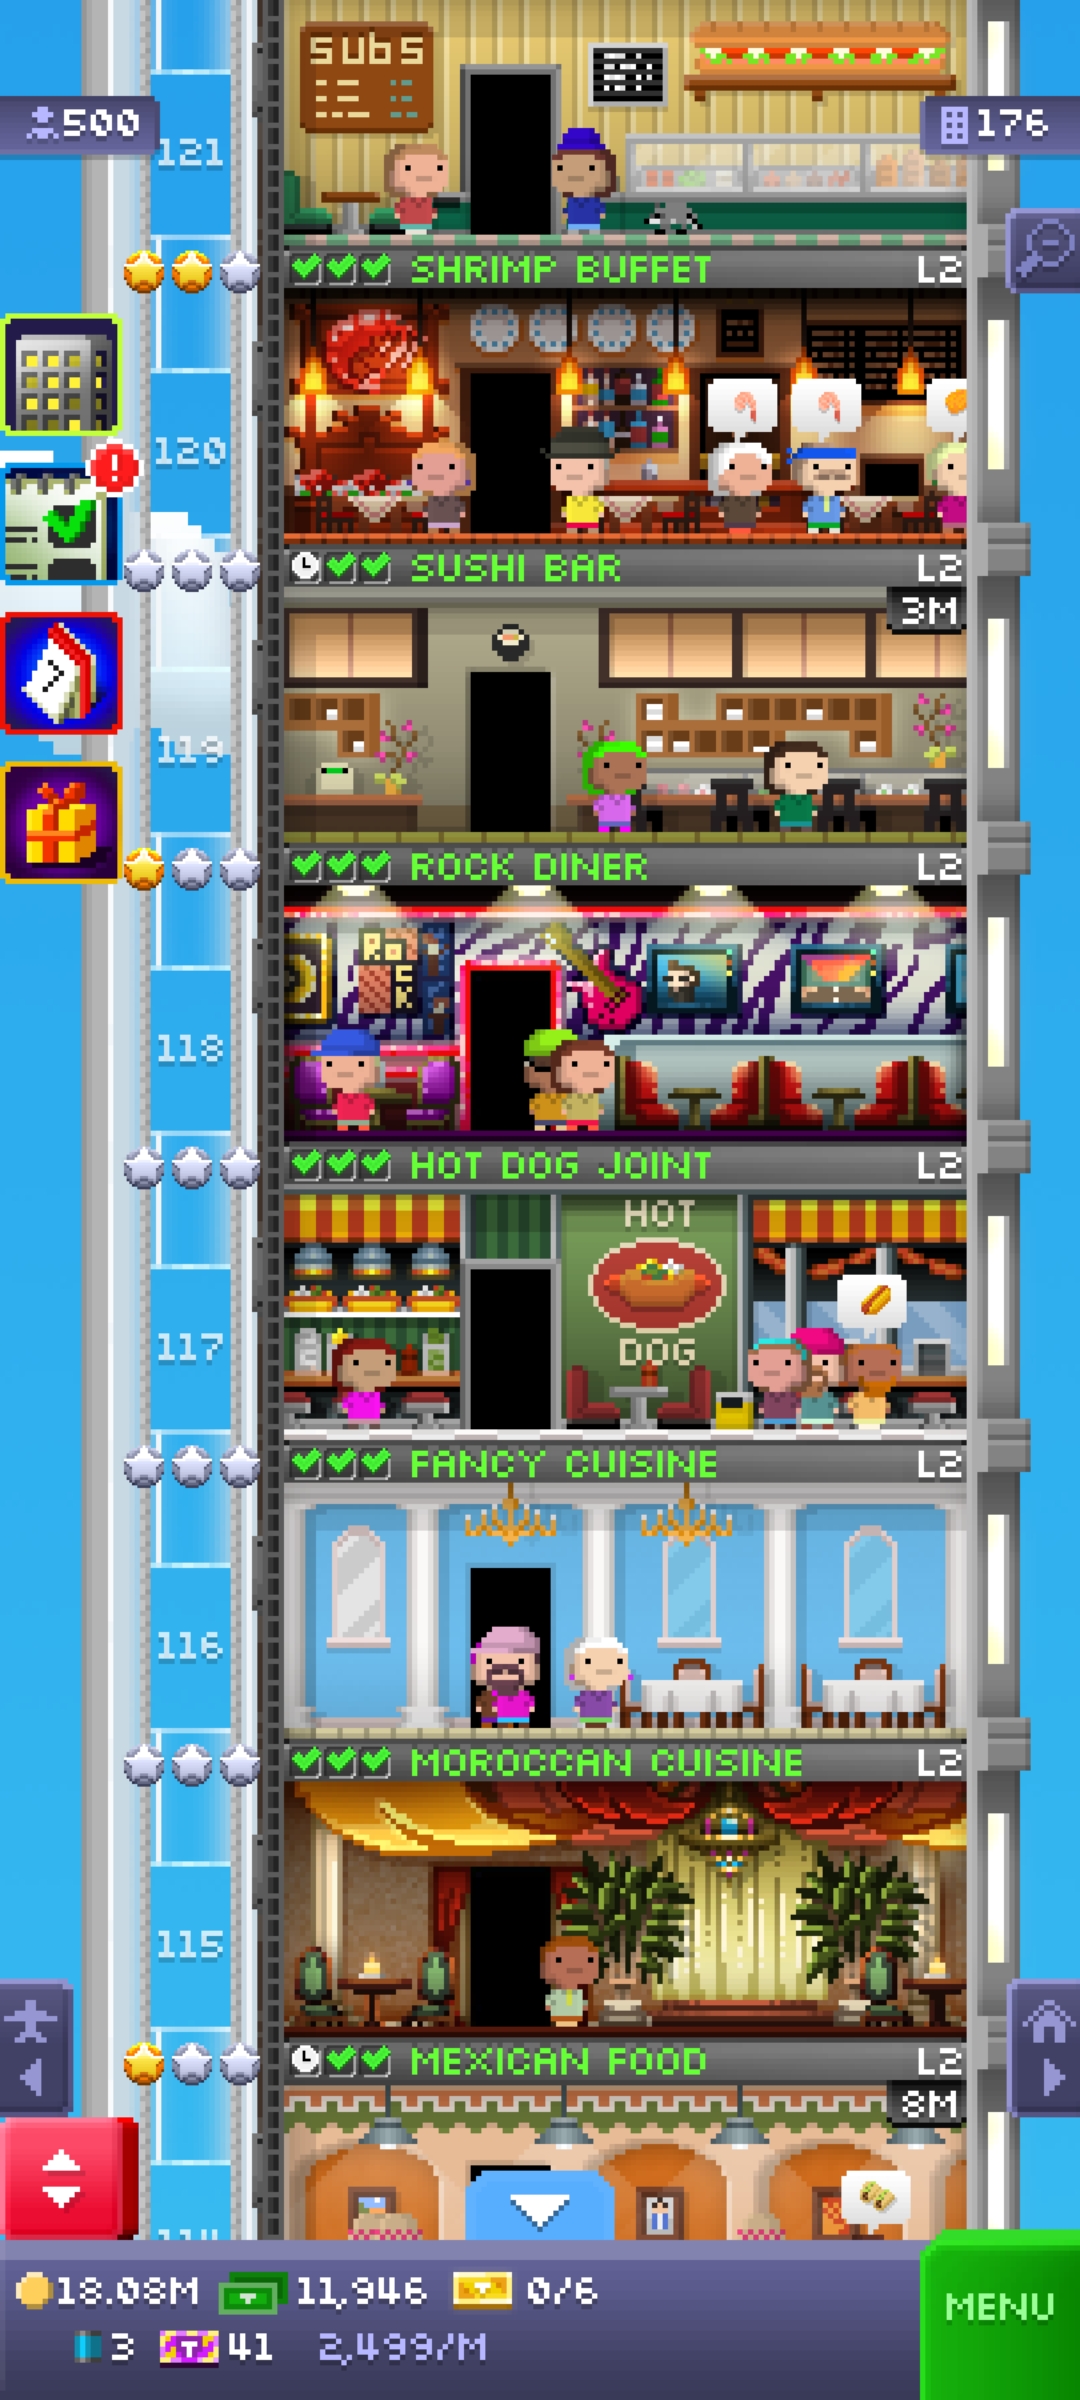 SUBS
500
176
121
SHRIMP BUFFET L2
120
SUSHI BAR L2
3M
119
ROCK DINER L2
ROCK
118
HOT DOG JOINT L2
HOT
DOG
117
FANCY CUISINE L2
116
MOROCCAN CUISINE L2
115
MEXICAN FOOD L2
8M
114
18.08M 11,946 0/6
MENU
3 T 41 2,499/M